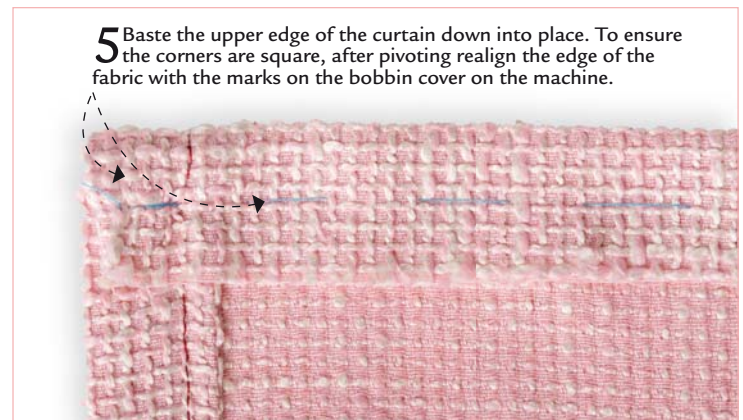 5 Baste the upper edge of the curtain down into place. To ensure
the corners are square, after pivoting realign the edge of the
fabric with the marks on the bobbin cover on the machine.